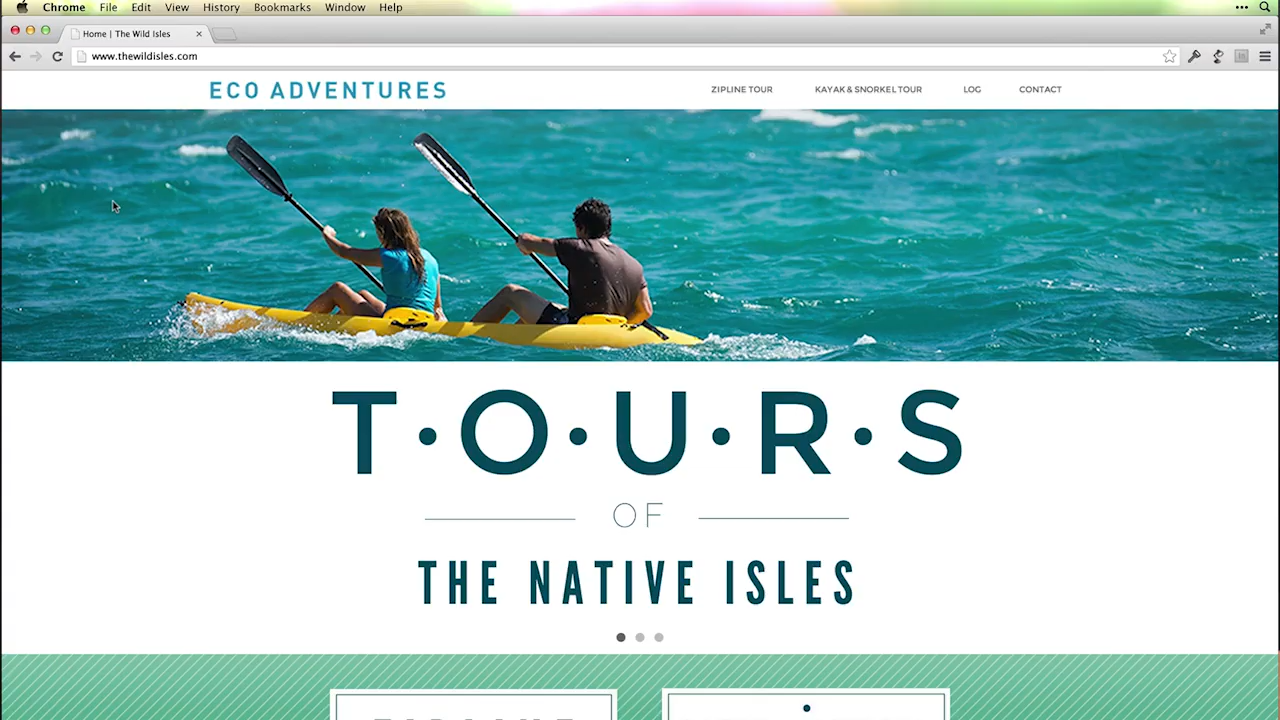 Chrome File Edit View History Bookmarks Window Help
Home | The Wild Isles
www.thewildisles.com
ECO ADVENTURES ZIPLINE TOUR KAYAK & SNORKEL TOUR LOG CONTACT
T•O•U•R•S
OF
THE NATIVE ISLES